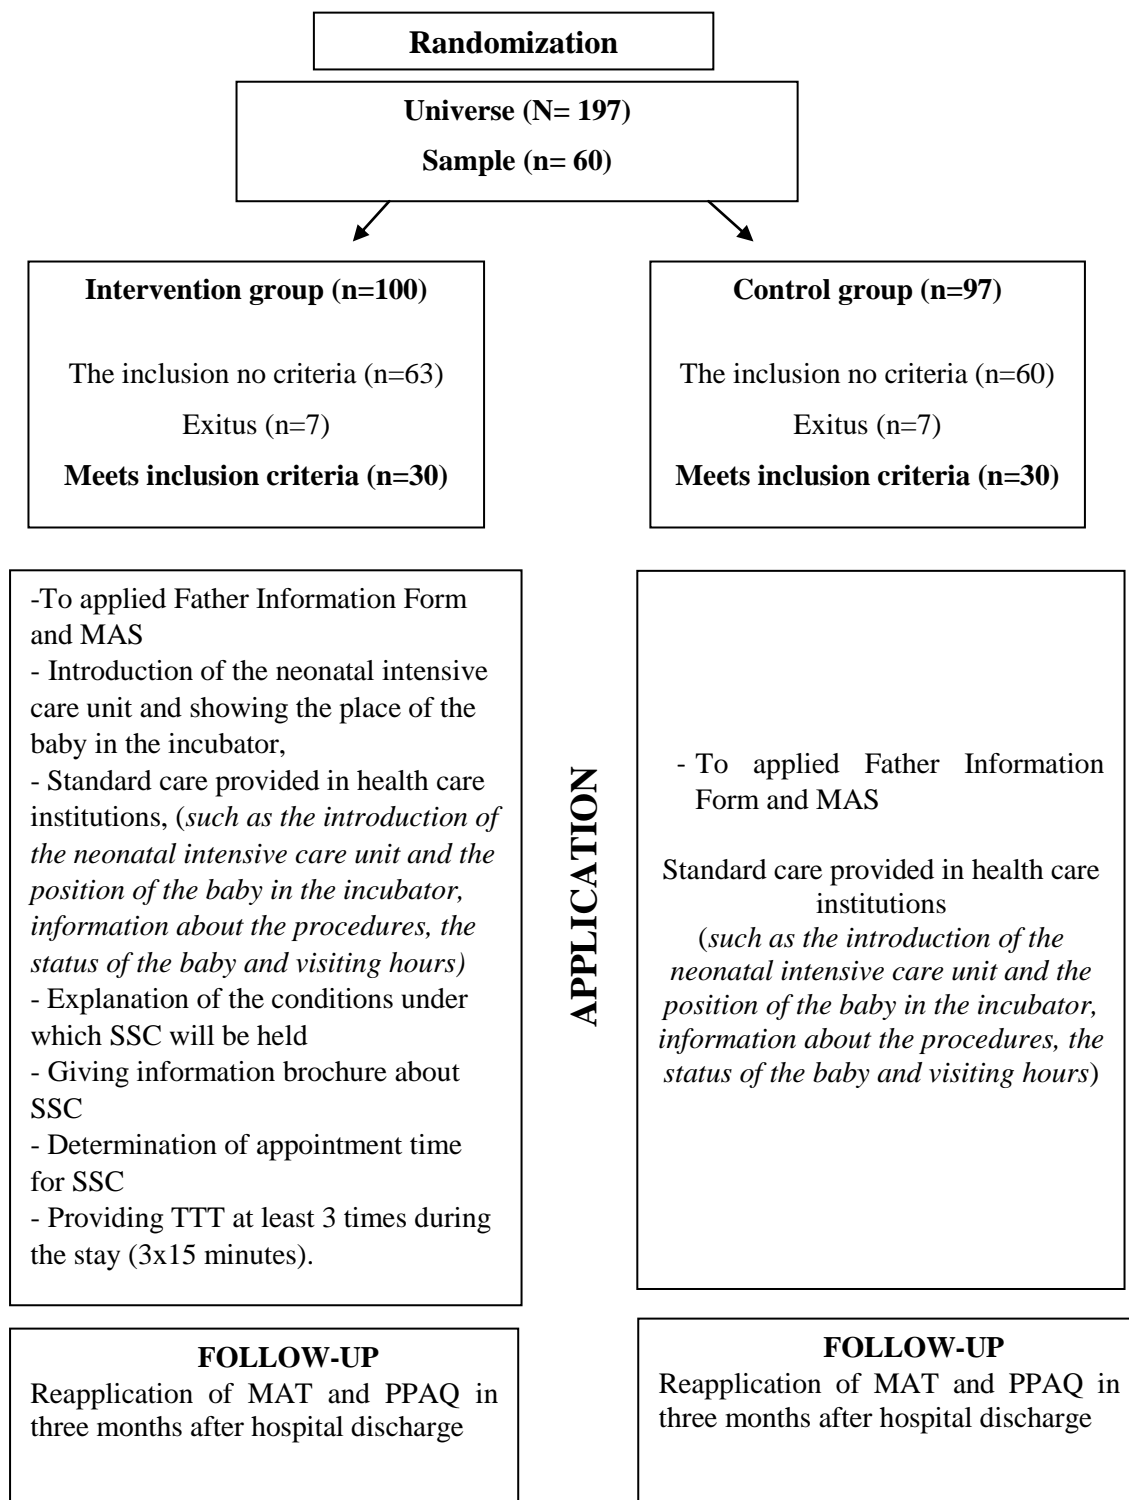 Randomization
Universe (N= 197)
Sample (n= 60)
Intervention group (n=100)
The inclusion no criteria (n=63)
Exitus (n=7)
Meets inclusion criteria (n=30)
Control group (n=97)
The inclusion no criteria (n=60)
Exitus (n=7)
Meets inclusion criteria (n=30)
-To applied Father Information Form
and MAS
- Introduction of the neonatal intensive
care unit and showing the place of the
baby in the incubator,
- Standard care provided in health care
institutions, (such as the introduction of
the neonatal intensive care unit and the
position of the baby in the incubator,
information about the procedures, the
status of the baby and visiting hours)
- Explanation of the conditions under
which SSC will be held
- Giving information brochure about
SSC
- Determination of appointment time
for SSC
- Providing TTT at least 3 times during
the stay (3x15 minutes).
APPLICATION
- To applied Father Information
Form and MAS
Standard care provided in health care
institutions
(such as the introduction of the
neonatal intensive care unit and the
position of the baby in the incubator,
information about the procedures, the
status of the baby and visiting hours)
FOLLOW-UP
Reapplication of MAT and PPAQ in
three months after hospital discharge
FOLLOW-UP
Reapplication of MAT and PPAQ in
three months after hospital discharge